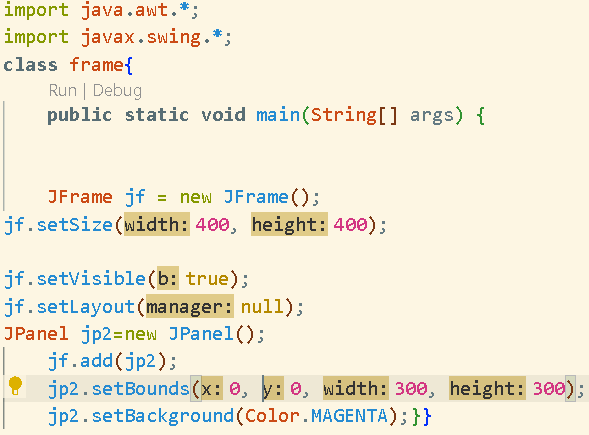 import java.awt.*;
import javax.swing.*;
class frame{
Run | Debug
public static void main(String[] args) {
JFrame jf = new JFrame();
jf.setSize(width: 400, height: 400);
jf.setVisible(b: true);
jf.setLayout(manager: null);
JPanel jp2=new JPanel();
jf.add(jp2);
jp2.setBounds(x: 0, y: 0, width: 300, height: 300);
jp2.setBackground(Color.MAGENTA);}}